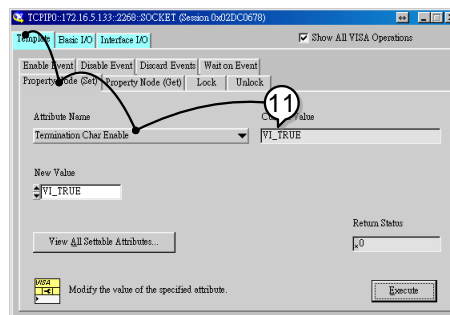 TCPIP0::172.16.5.133::2268::SOCKET (Session 0x02DC0678)
Template Basic I/O Interface I/O Show All VISA Operations
Enable Event Disable Event Discard Events Wait on Event
Property Node (Set) Property Node (Get) Lock Unlock
11
Attribute Name Value
Termination Char Enable VI_TRUE
New Value
VI_TRUE
Return Status
View All Settable Attributes... x0
VISA Modify the value of the specified attribute. Execute